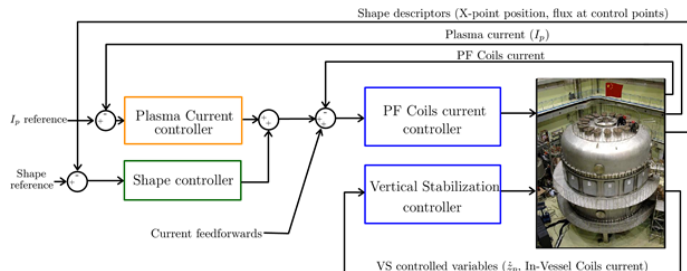 Shape descriptors (X-point position, flux at control points)
Plasma current (Iₚ)
PF Coils current
Iₚ reference
Plasma Current
controller
PF Coils current
controller
Shape
reference
Shape controller
Vertical Stabilization
controller
Current feedforwards
VS controlled variables (żₚ, In-Vessel Coils current)